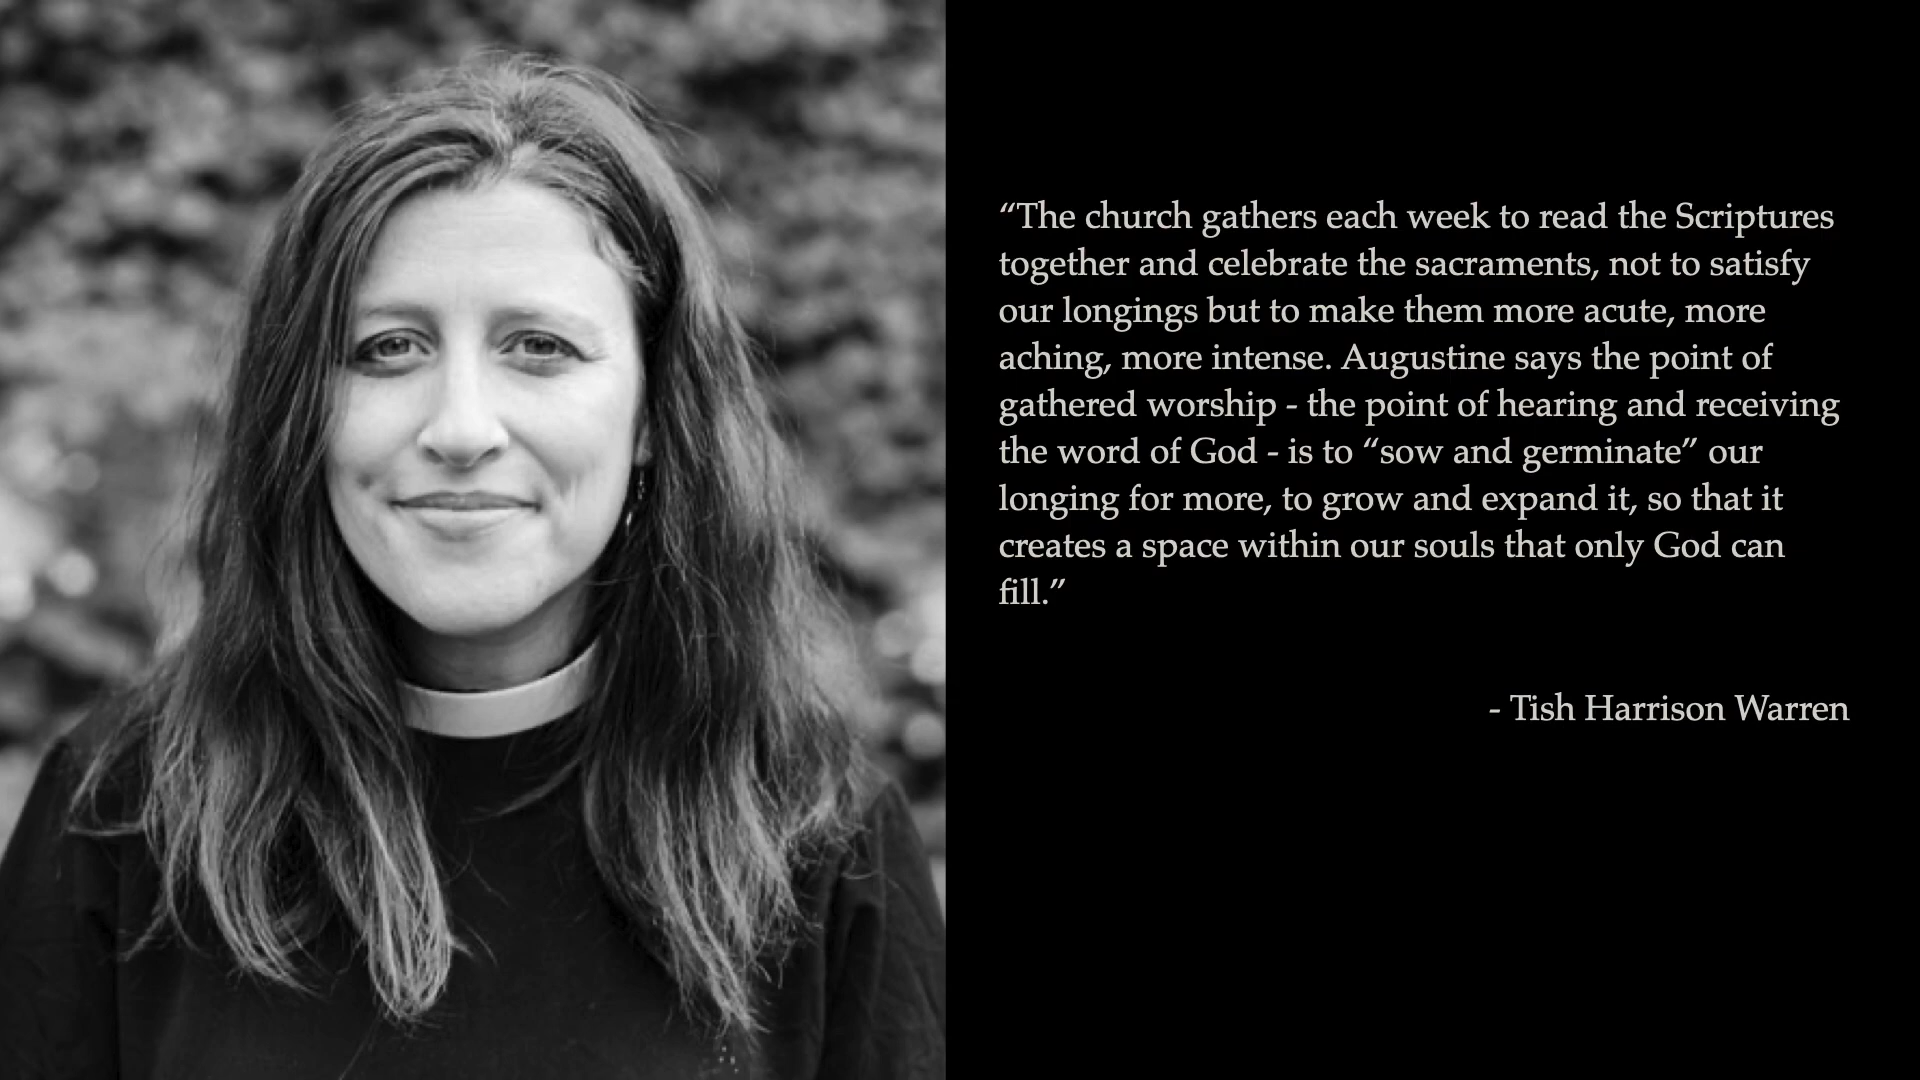 “The church gathers each week to read the Scriptures
together and celebrate the sacraments, not to satisfy
our longings but to make them more acute, more
aching, more intense. Augustine says the point of
gathered worship - the point of hearing and receiving
the word of God - is to “sow and germinate” our
longing for more, to grow and expand it, so that it
creates a space within our souls that only God can
fill.”
- Tish Harrison Warren